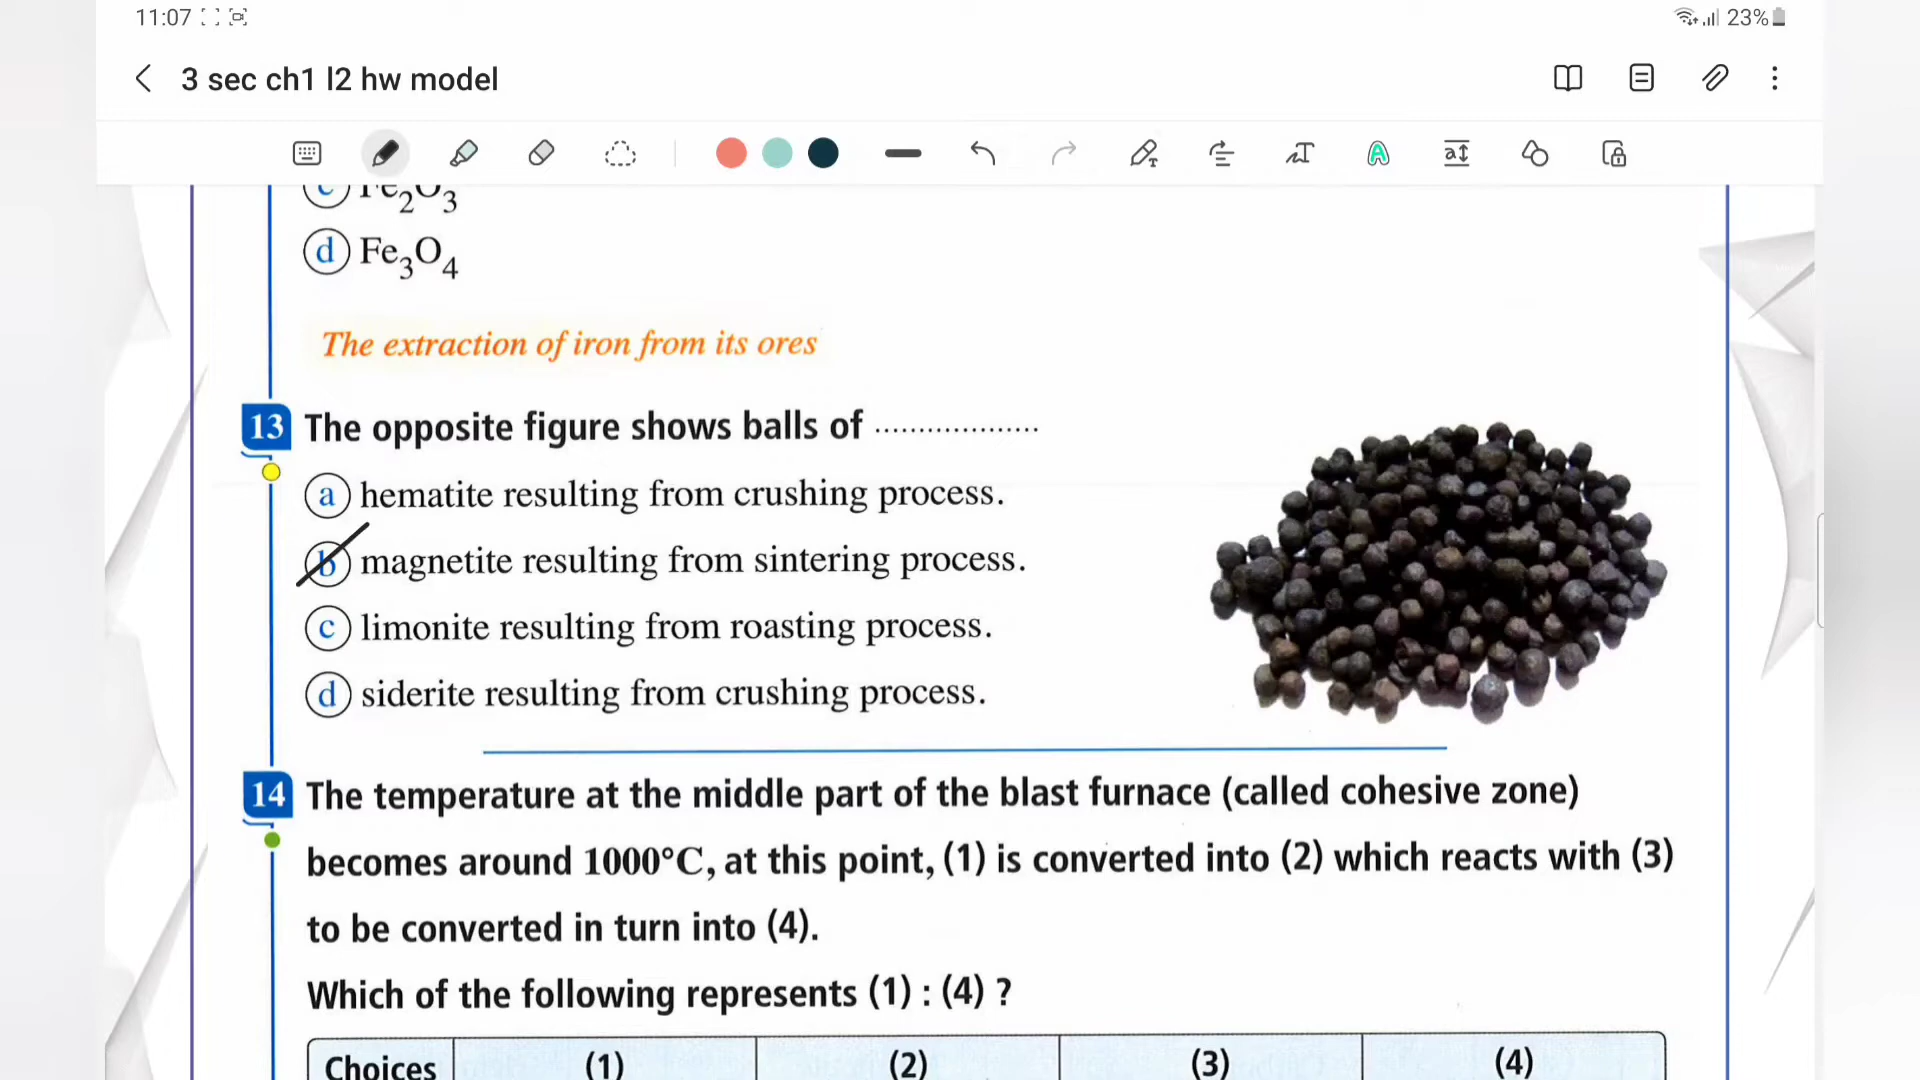 11:07
23%
3 sec ch1 l2 hw model
c Fe2O3
d Fe3O4
The extraction of iron from its ores
13 The opposite figure shows balls of ...................
a hematite resulting from crushing process.
b magnetite resulting from sintering process.
c limonite resulting from roasting process.
d siderite resulting from crushing process.
14 The temperature at the middle part of the blast furnace (called cohesive zone)
becomes around 1000°C, at this point, (1) is converted into (2) which reacts with (3)
to be converted in turn into (4).
Which of the following represents (1) : (4) ?
Choices (1) (2) (3) (4)